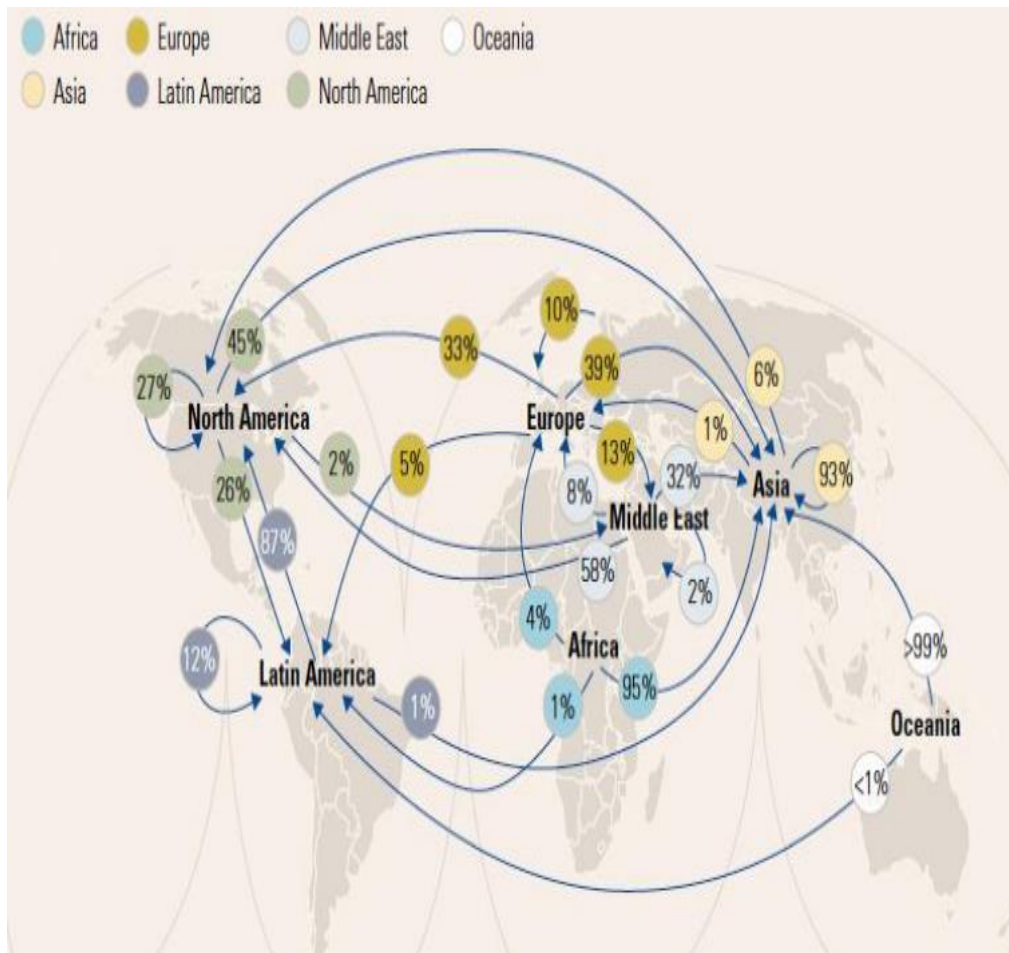 Africa Europe Middle East Oceania
Asia Latin America North America
10%
45%
33%
39%
6%
27%
North America
Europe
1%
2%
5%
13%
32%
93%
Asia
26%
8%
Middle East
87%
58%
2%
4%
Africa
12%
>99%
Latin America
95%
1%
1%
Oceania
<1%